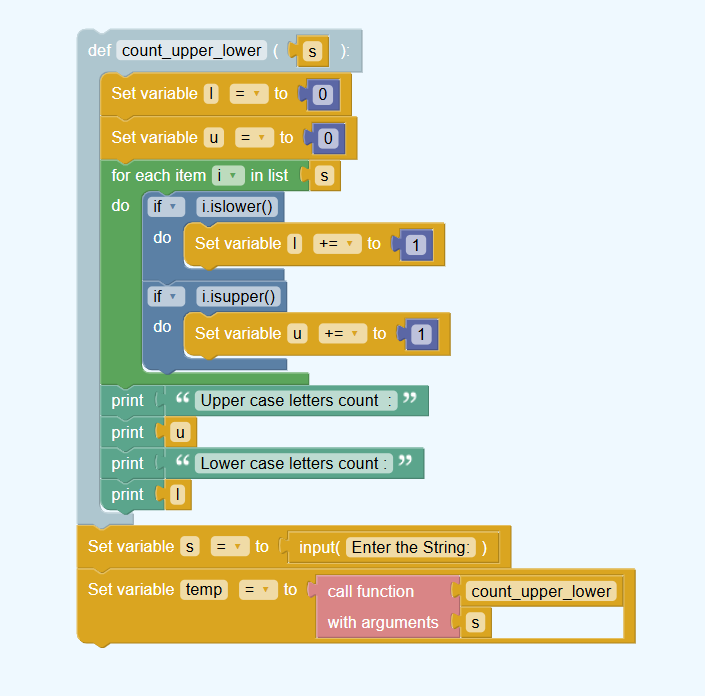 def count_upper_lower ( s ):
Set variable l = to 0
Set variable u = to 0
for each item i in list s
do if i.islower()
do Set variable l += to 1
if i.isupper()
do Set variable u += to 1
print “ Upper case letters count : ”
print u
print “ Lower case letters count : ”
print l
Set variable s = to input( Enter the String: )
Set variable temp = to call function count_upper_lower
with arguments s